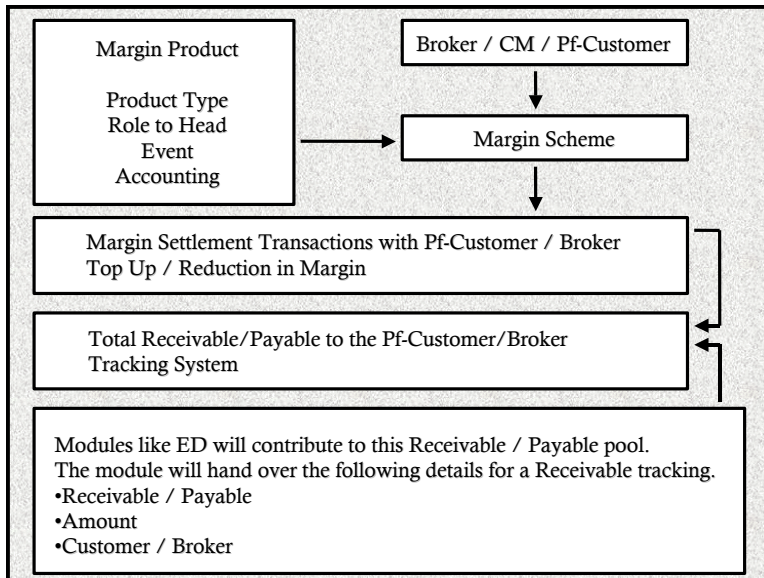 Margin Product
Product Type
Role to Head
Event
Accounting
Broker / CM / Pf-Customer
Margin Scheme
Margin Settlement Transactions with Pf-Customer / Broker
Top Up / Reduction in Margin
Total Receivable/Payable to the Pf-Customer/Broker
Tracking System
Modules like ED will contribute to this Receivable / Payable pool.
The module will hand over the following details for a Receivable tracking.
•Receivable / Payable
•Amount
•Customer / Broker